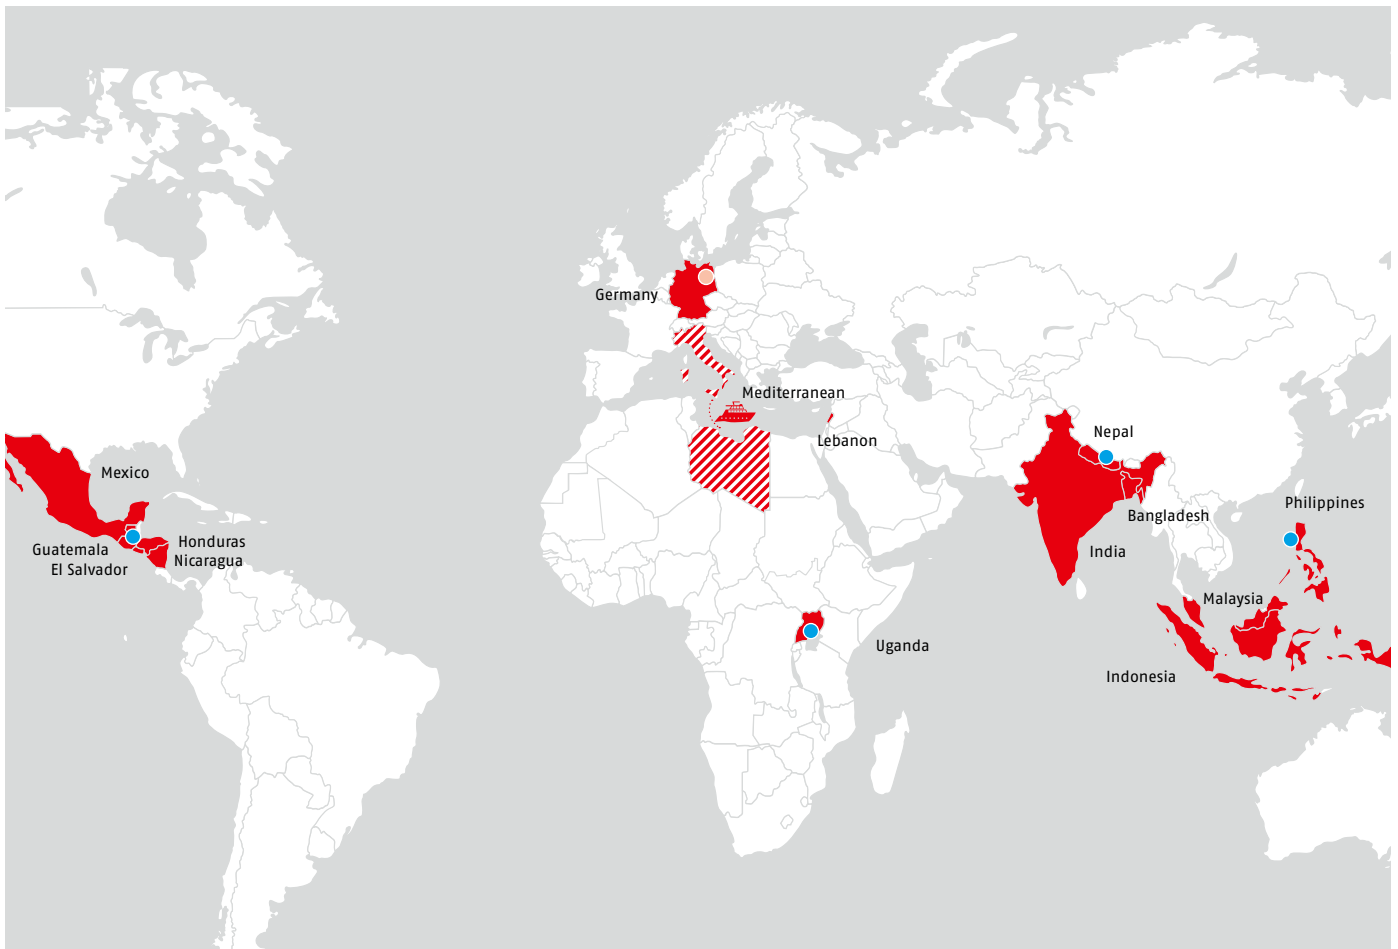 Germany
Mediterranean
Lebanon
Nepal
Mexico
Philippines
Bangladesh
Honduras
Guatemala
India
Nicaragua
El Salvador
Malaysia
Uganda
Indonesia